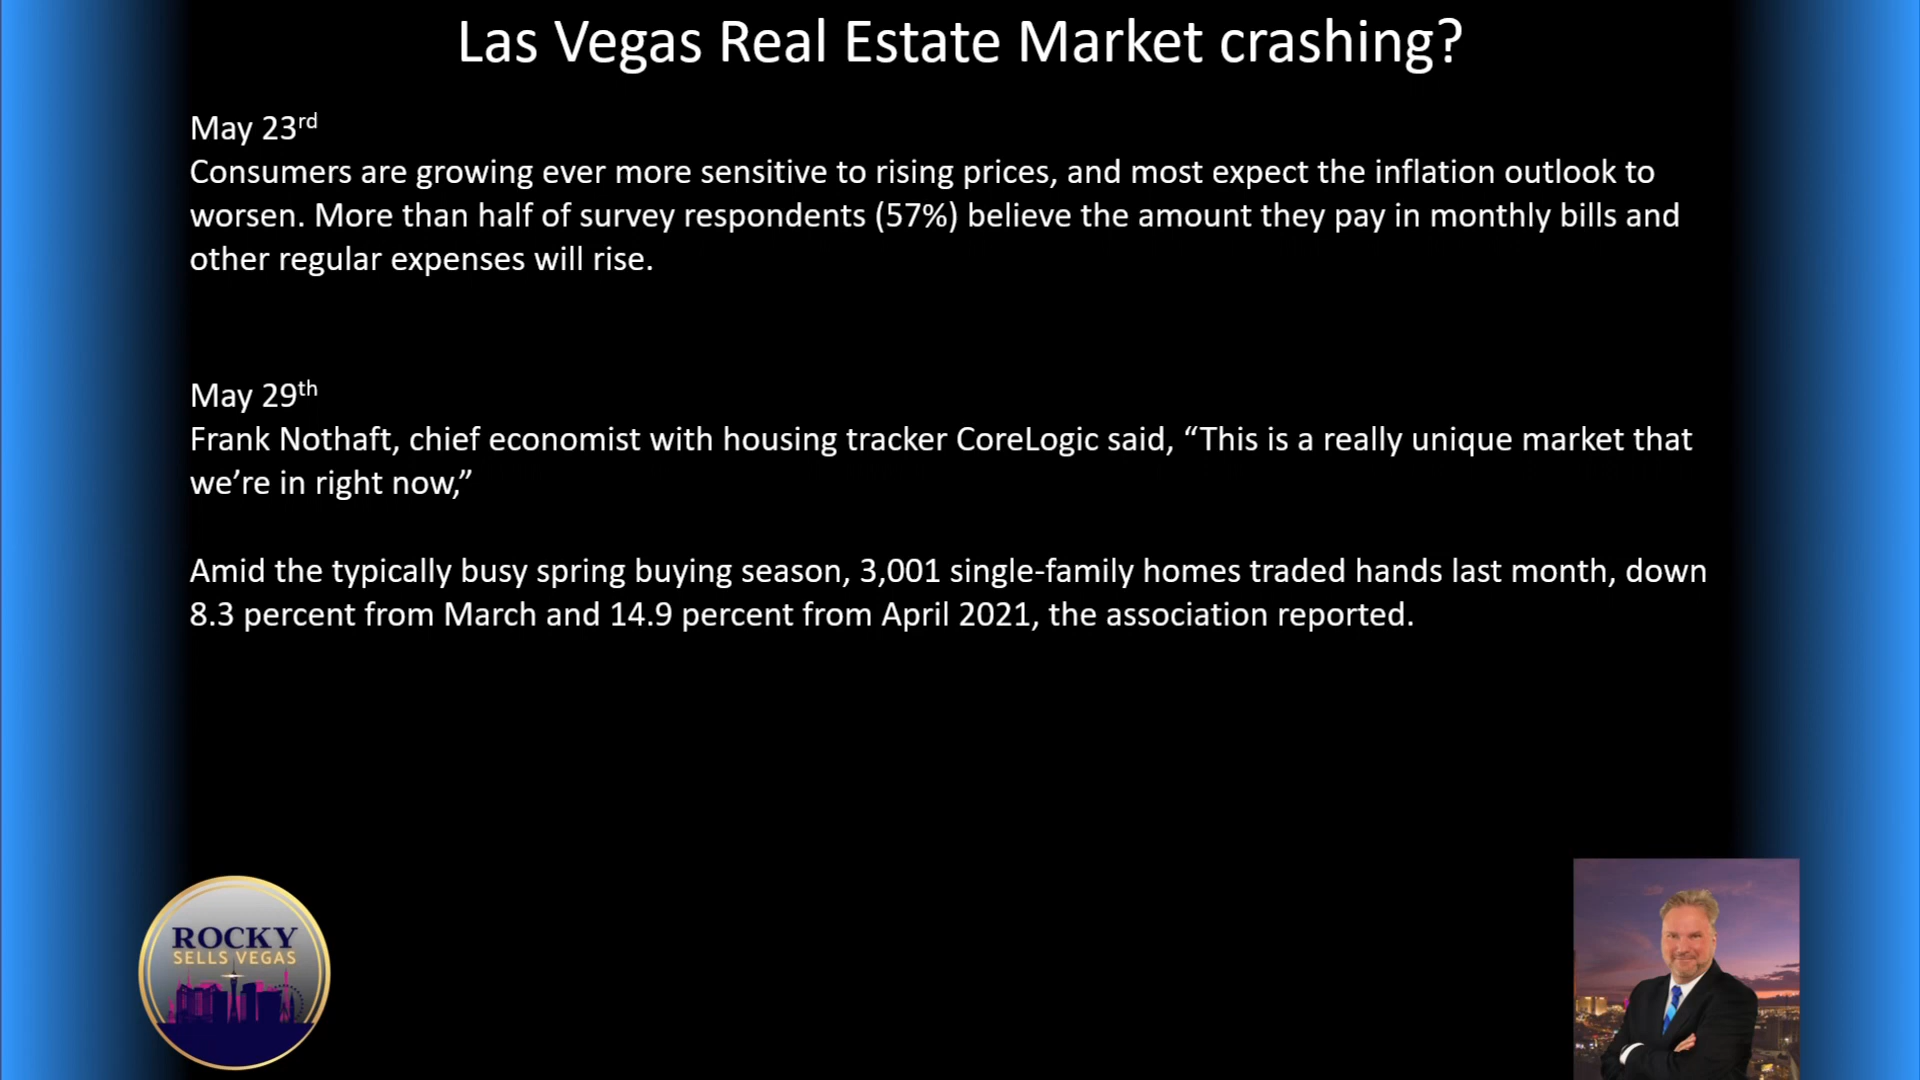 Las Vegas Real Estate Market crashing?
May 23rd
Consumers are growing ever more sensitive to rising prices, and most expect the inflation outlook to
worsen. More than half of survey respondents (57%) believe the amount they pay in monthly bills and
other regular expenses will rise.
May 29th
Frank Nothaft, chief economist with housing tracker CoreLogic said, “This is a really unique market that
we’re in right now,”
Amid the typically busy spring buying season, 3,001 single-family homes traded hands last month, down
8.3 percent from March and 14.9 percent from April 2021, the association reported.
ROCKY
SELLS VEGAS